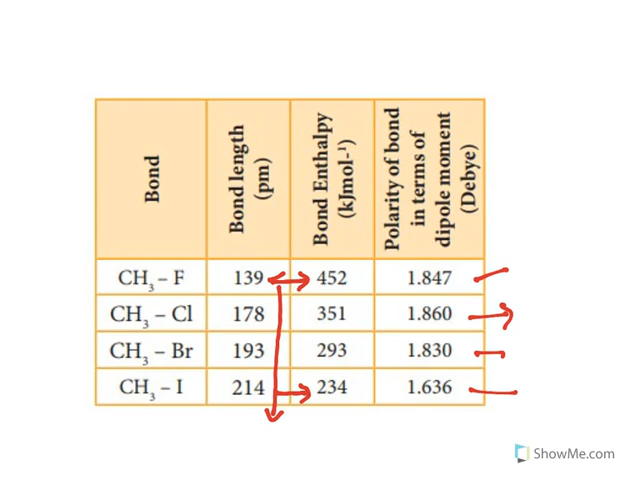 Bond Bond length (pm) Bond Enthalpy (kJmol-¹) Polarity of bond in terms of dipole moment (Debye)
CH₃ – F 139 452 1.847
CH₃ – Cl 178 351 1.860
CH₃ – Br 193 293 1.830
CH₃ – I 214 234 1.636
ShowMe.com